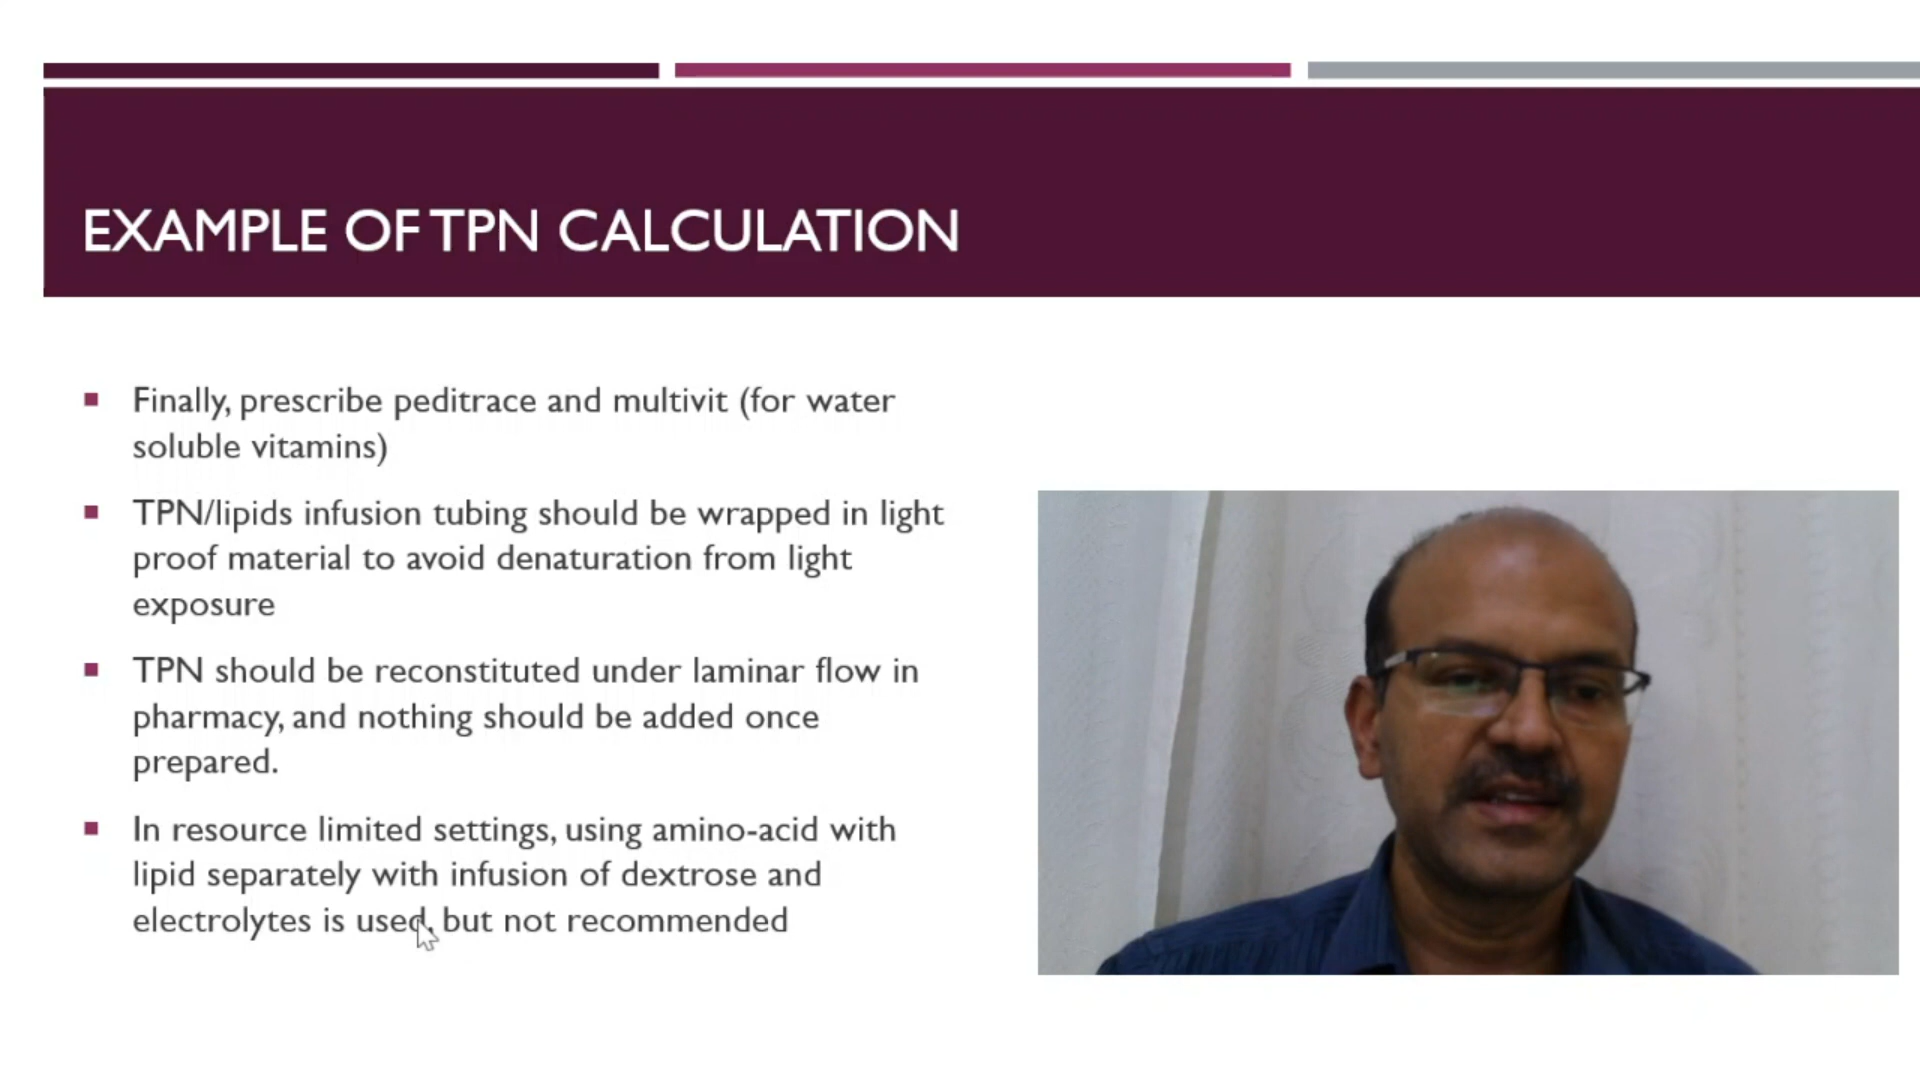 EXAMPLE OF TPN CALCULATION
Finally, prescribe peditrace and multivit (for water
soluble vitamins)
TPN/lipids infusion tubing should be wrapped in light
proof material to avoid denaturation from light
exposure
TPN should be reconstituted under laminar flow in
pharmacy, and nothing should be added once
prepared.
In resource limited settings, using amino-acid with
lipid separately with infusion of dextrose and
electrolytes is used, but not recommended